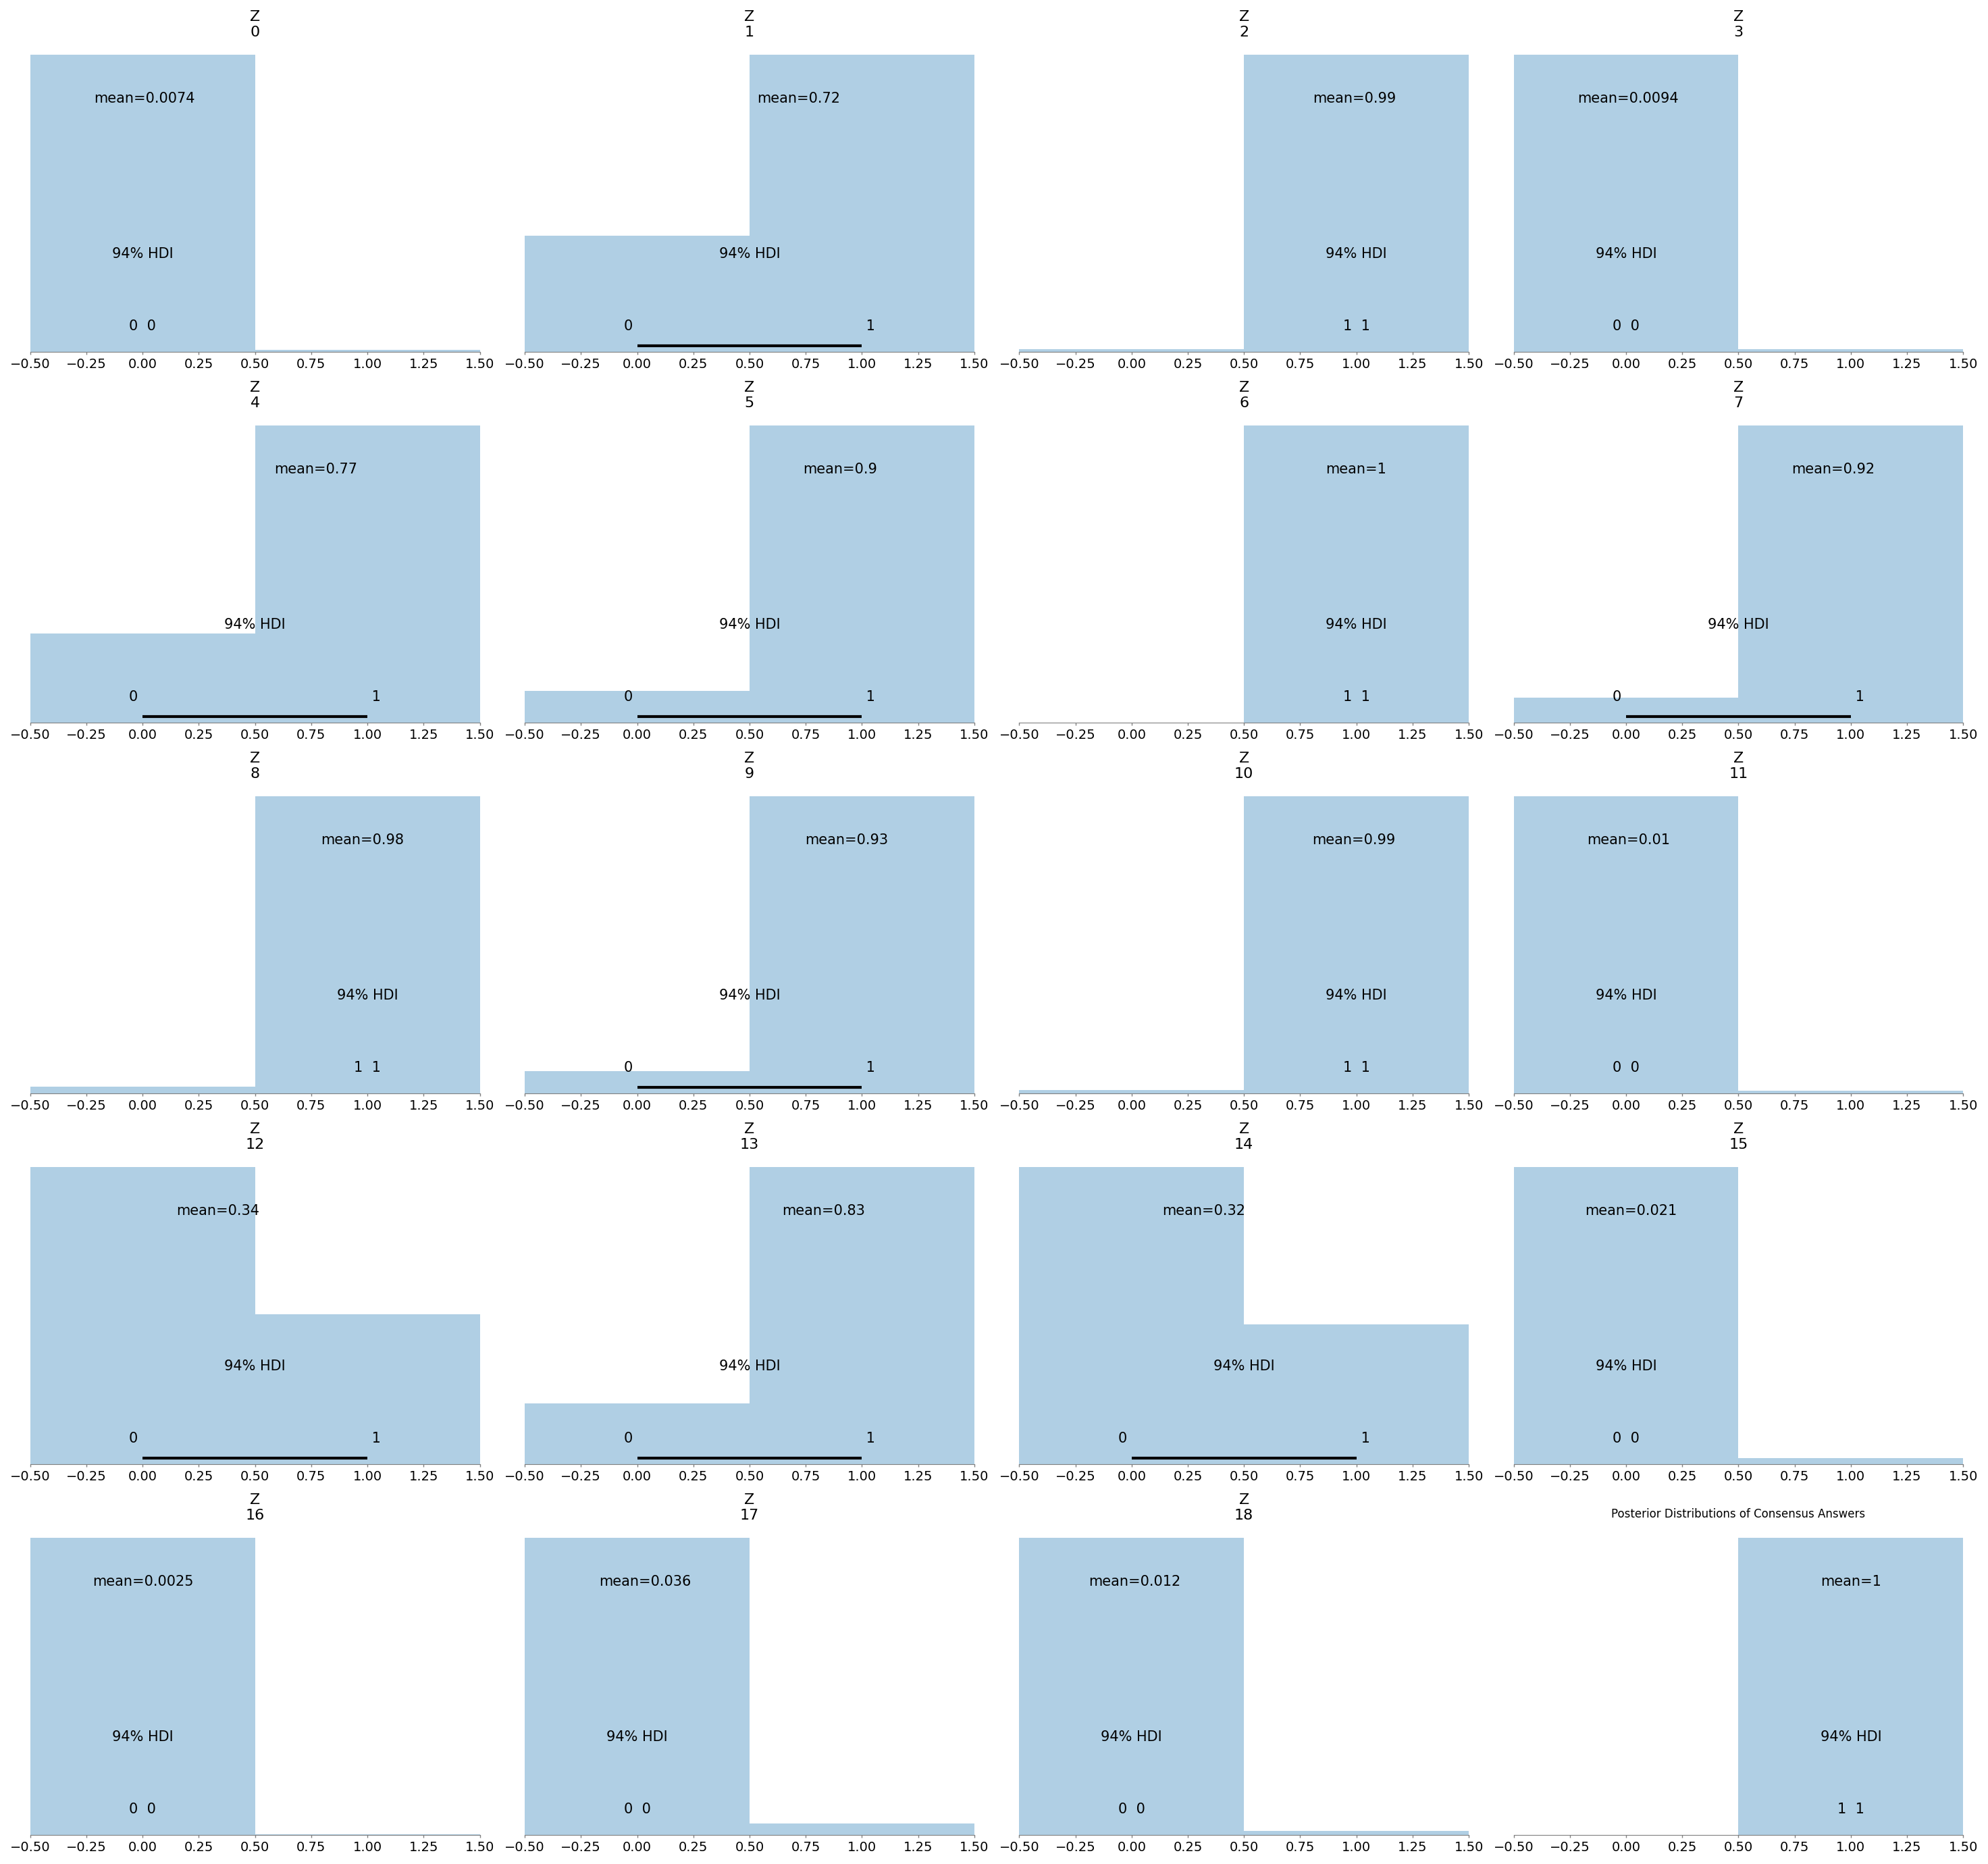 Z
0
mean=0.0074
94% HDI
0 0
−0.50 −0.25 0.00 0.25 0.50 0.75 1.00 1.25 1.50
Z
1
mean=0.72
94% HDI
0 1
−0.50 −0.25 0.00 0.25 0.50 0.75 1.00 1.25 1.50
Z
2
mean=0.99
94% HDI
1 1
−0.50 −0.25 0.00 0.25 0.50 0.75 1.00 1.25 1.50
Z
3
mean=0.0094
94% HDI
0 0
−0.50 −0.25 0.00 0.25 0.50 0.75 1.00 1.25 1.50
Z
4
mean=0.77
94% HDI
0 1
−0.50 −0.25 0.00 0.25 0.50 0.75 1.00 1.25 1.50
Z
5
mean=0.9
94% HDI
0 1
−0.50 −0.25 0.00 0.25 0.50 0.75 1.00 1.25 1.50
Z
6
mean=1
94% HDI
1 1
−0.50 −0.25 0.00 0.25 0.50 0.75 1.00 1.25 1.50
Z
7
mean=0.92
94% HDI
0 1
−0.50 −0.25 0.00 0.25 0.50 0.75 1.00 1.25 1.50
Z
8
mean=0.98
94% HDI
1 1
−0.50 −0.25 0.00 0.25 0.50 0.75 1.00 1.25 1.50
Z
9
mean=0.93
94% HDI
0 1
−0.50 −0.25 0.00 0.25 0.50 0.75 1.00 1.25 1.50
Z
10
mean=0.99
94% HDI
1 1
−0.50 −0.25 0.00 0.25 0.50 0.75 1.00 1.25 1.50
Z
11
mean=0.01
94% HDI
0 0
−0.50 −0.25 0.00 0.25 0.50 0.75 1.00 1.25 1.50
Z
12
mean=0.34
94% HDI
0 1
−0.50 −0.25 0.00 0.25 0.50 0.75 1.00 1.25 1.50
Z
13
mean=0.83
94% HDI
0 1
−0.50 −0.25 0.00 0.25 0.50 0.75 1.00 1.25 1.50
Z
14
mean=0.32
94% HDI
0 1
−0.50 −0.25 0.00 0.25 0.50 0.75 1.00 1.25 1.50
Z
15
mean=0.021
94% HDI
0 0
−0.50 −0.25 0.00 0.25 0.50 0.75 1.00 1.25 1.50
Z
16
mean=0.0025
94% HDI
0 0
−0.50 −0.25 0.00 0.25 0.50 0.75 1.00 1.25 1.50
Z
17
mean=0.036
94% HDI
0 0
−0.50 −0.25 0.00 0.25 0.50 0.75 1.00 1.25 1.50
Z
18
mean=0.012
94% HDI
0 0
−0.50 −0.25 0.00 0.25 0.50 0.75 1.00 1.25 1.50
Posterior Distributions of Consensus Answers
mean=1
94% HDI
1 1
−0.50 −0.25 0.00 0.25 0.50 0.75 1.00 1.25 1.50